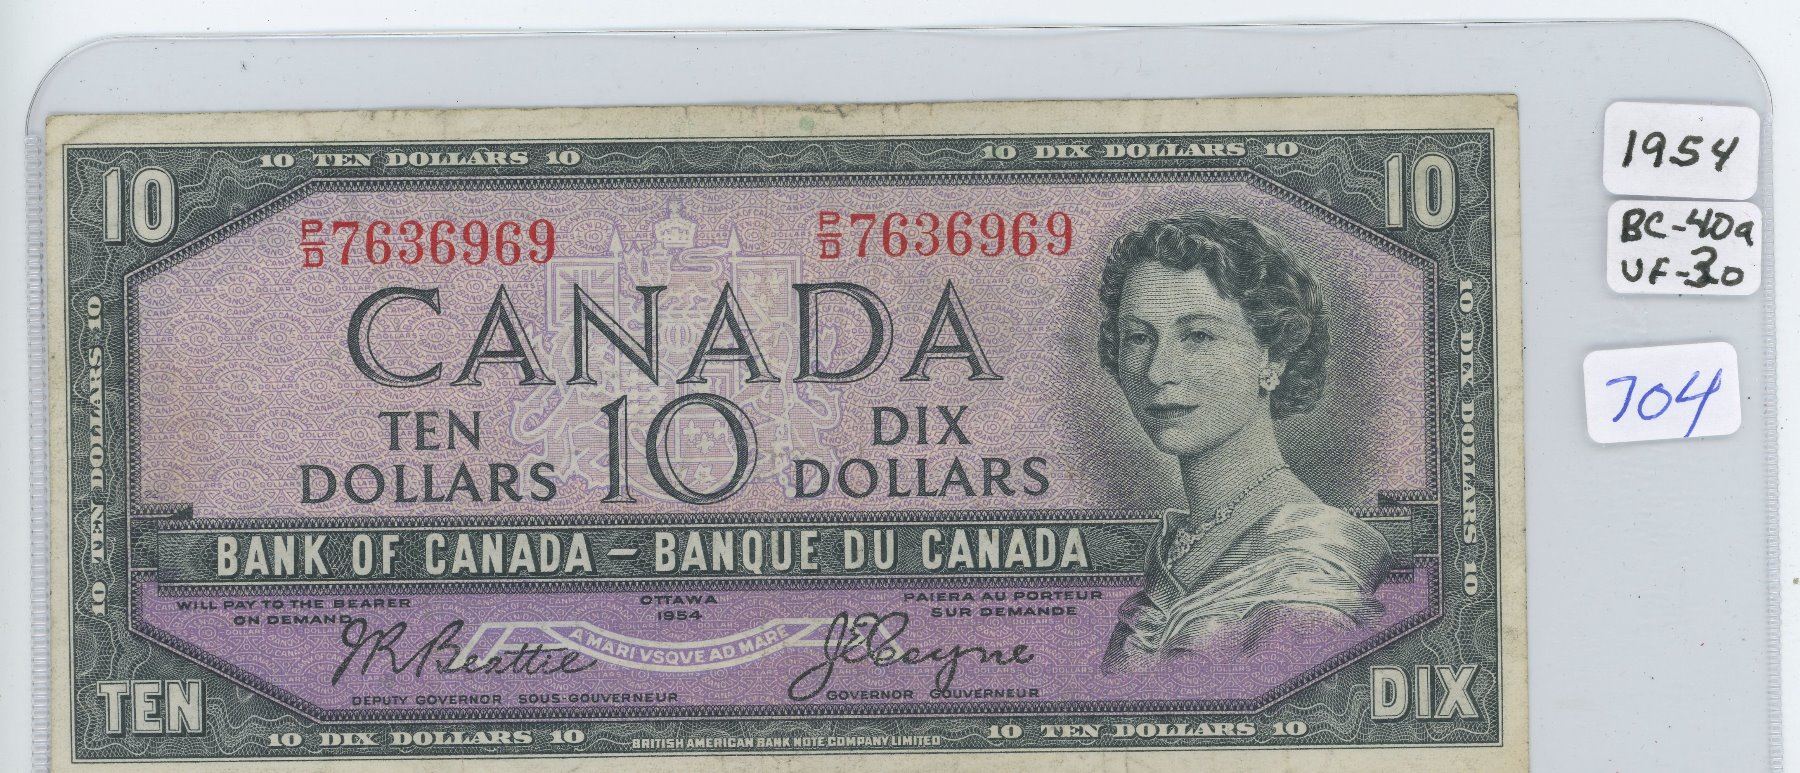 10 TEN DOLLARS 10
10 DIX DOLLARS 10
10
10
1954
P/D 7636969
P/D 7636969
BC-40a
VF-30
CANADA
10 TEN DOLLARS 10
10 DIX DOLLARS 10
704
TEN
DOLLARS
10
DIX
DOLLARS
BANK OF CANADA – BANQUE DU CANADA
WILL PAY TO THE BEARER
ON DEMAND
OTTAWA
1954
PAIERA AU PORTEUR
SUR DEMANDE
JRBeattie
A MARI VSQVE AD MARE
JECoyne
DEPUTY GOVERNOR SOUS-GOUVERNEUR
GOVERNOR GOUVERNEUR
TEN
DIX
10 DIX DOLLARS 10
BRITISH AMERICAN BANK NOTE COMPANY LIMITED
10 TEN DOLLARS 10